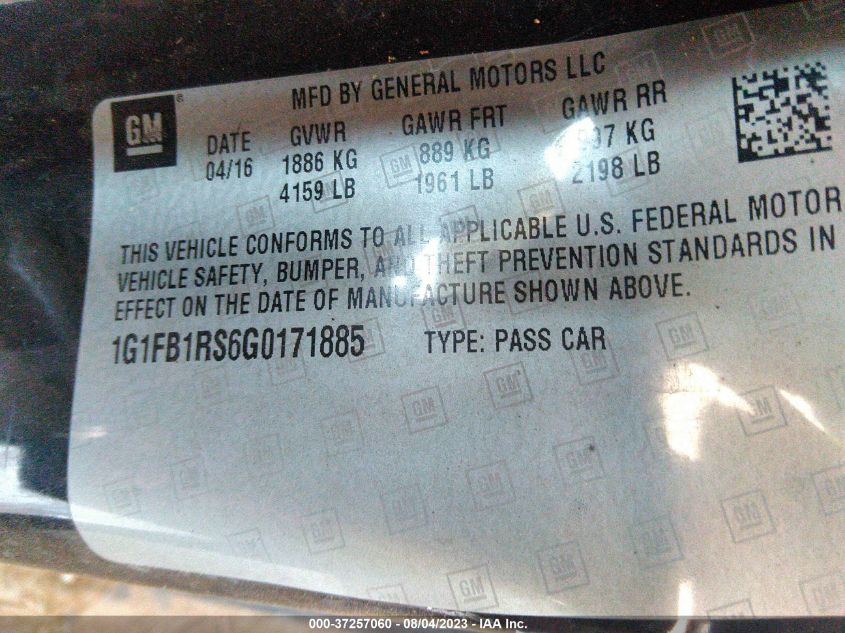 MFD BY GENERAL MOTORS LLC
GM
®
DATE GVWR GAWR FRT GAWR RR
04/16 1886 KG 889 KG 97 KG
4159 LB 1961 LB 2198 LB
THIS VEHICLE CONFORMS TO ALL APPLICABLE U.S. FEDERAL MOTOR
VEHICLE SAFETY, BUMPER, AND THEFT PREVENTION STANDARDS IN
EFFECT ON THE DATE OF MANUFACTURE SHOWN ABOVE.
1G1FB1RS6G0171885 TYPE: PASS CAR
000-37257060 - 08/04/2023 - IAA Inc.